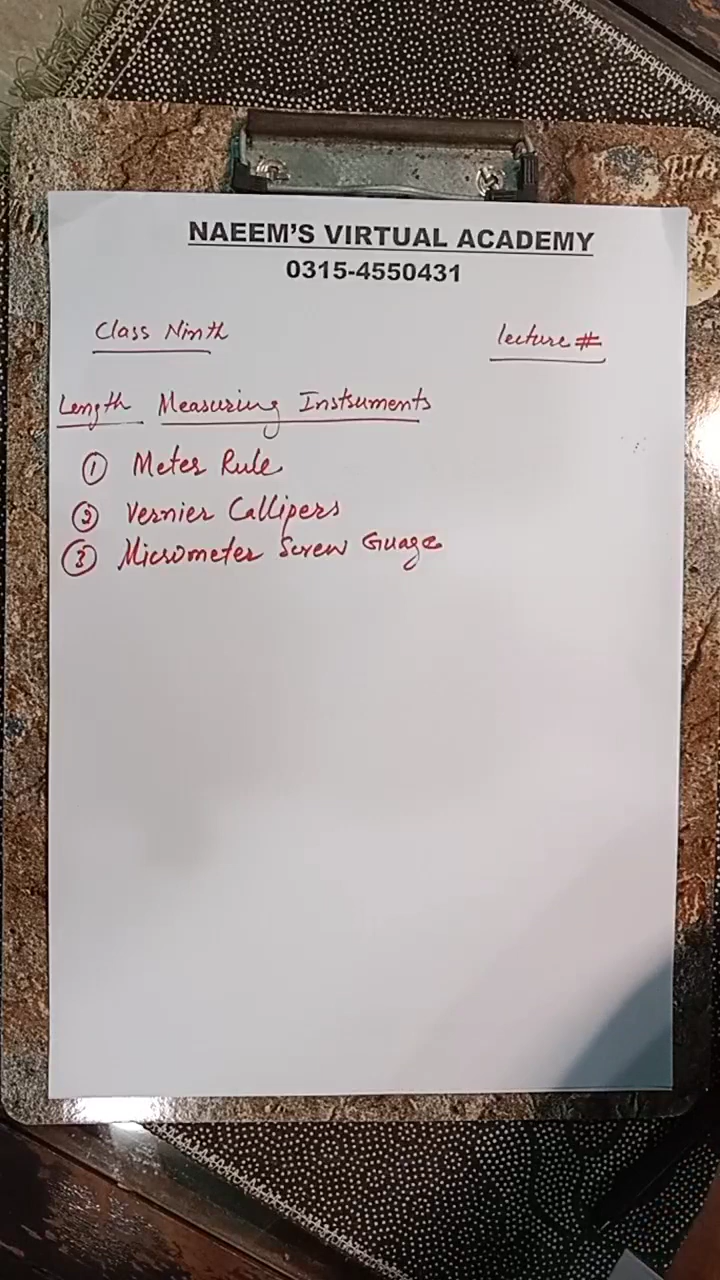 NAEEM'S VIRTUAL ACADEMY
0315-4550431
Class Ninth lecture #
Length Measuring Instruments
① Meter Rule
② Vernier Callipers
③ Micrometer Screw Guage